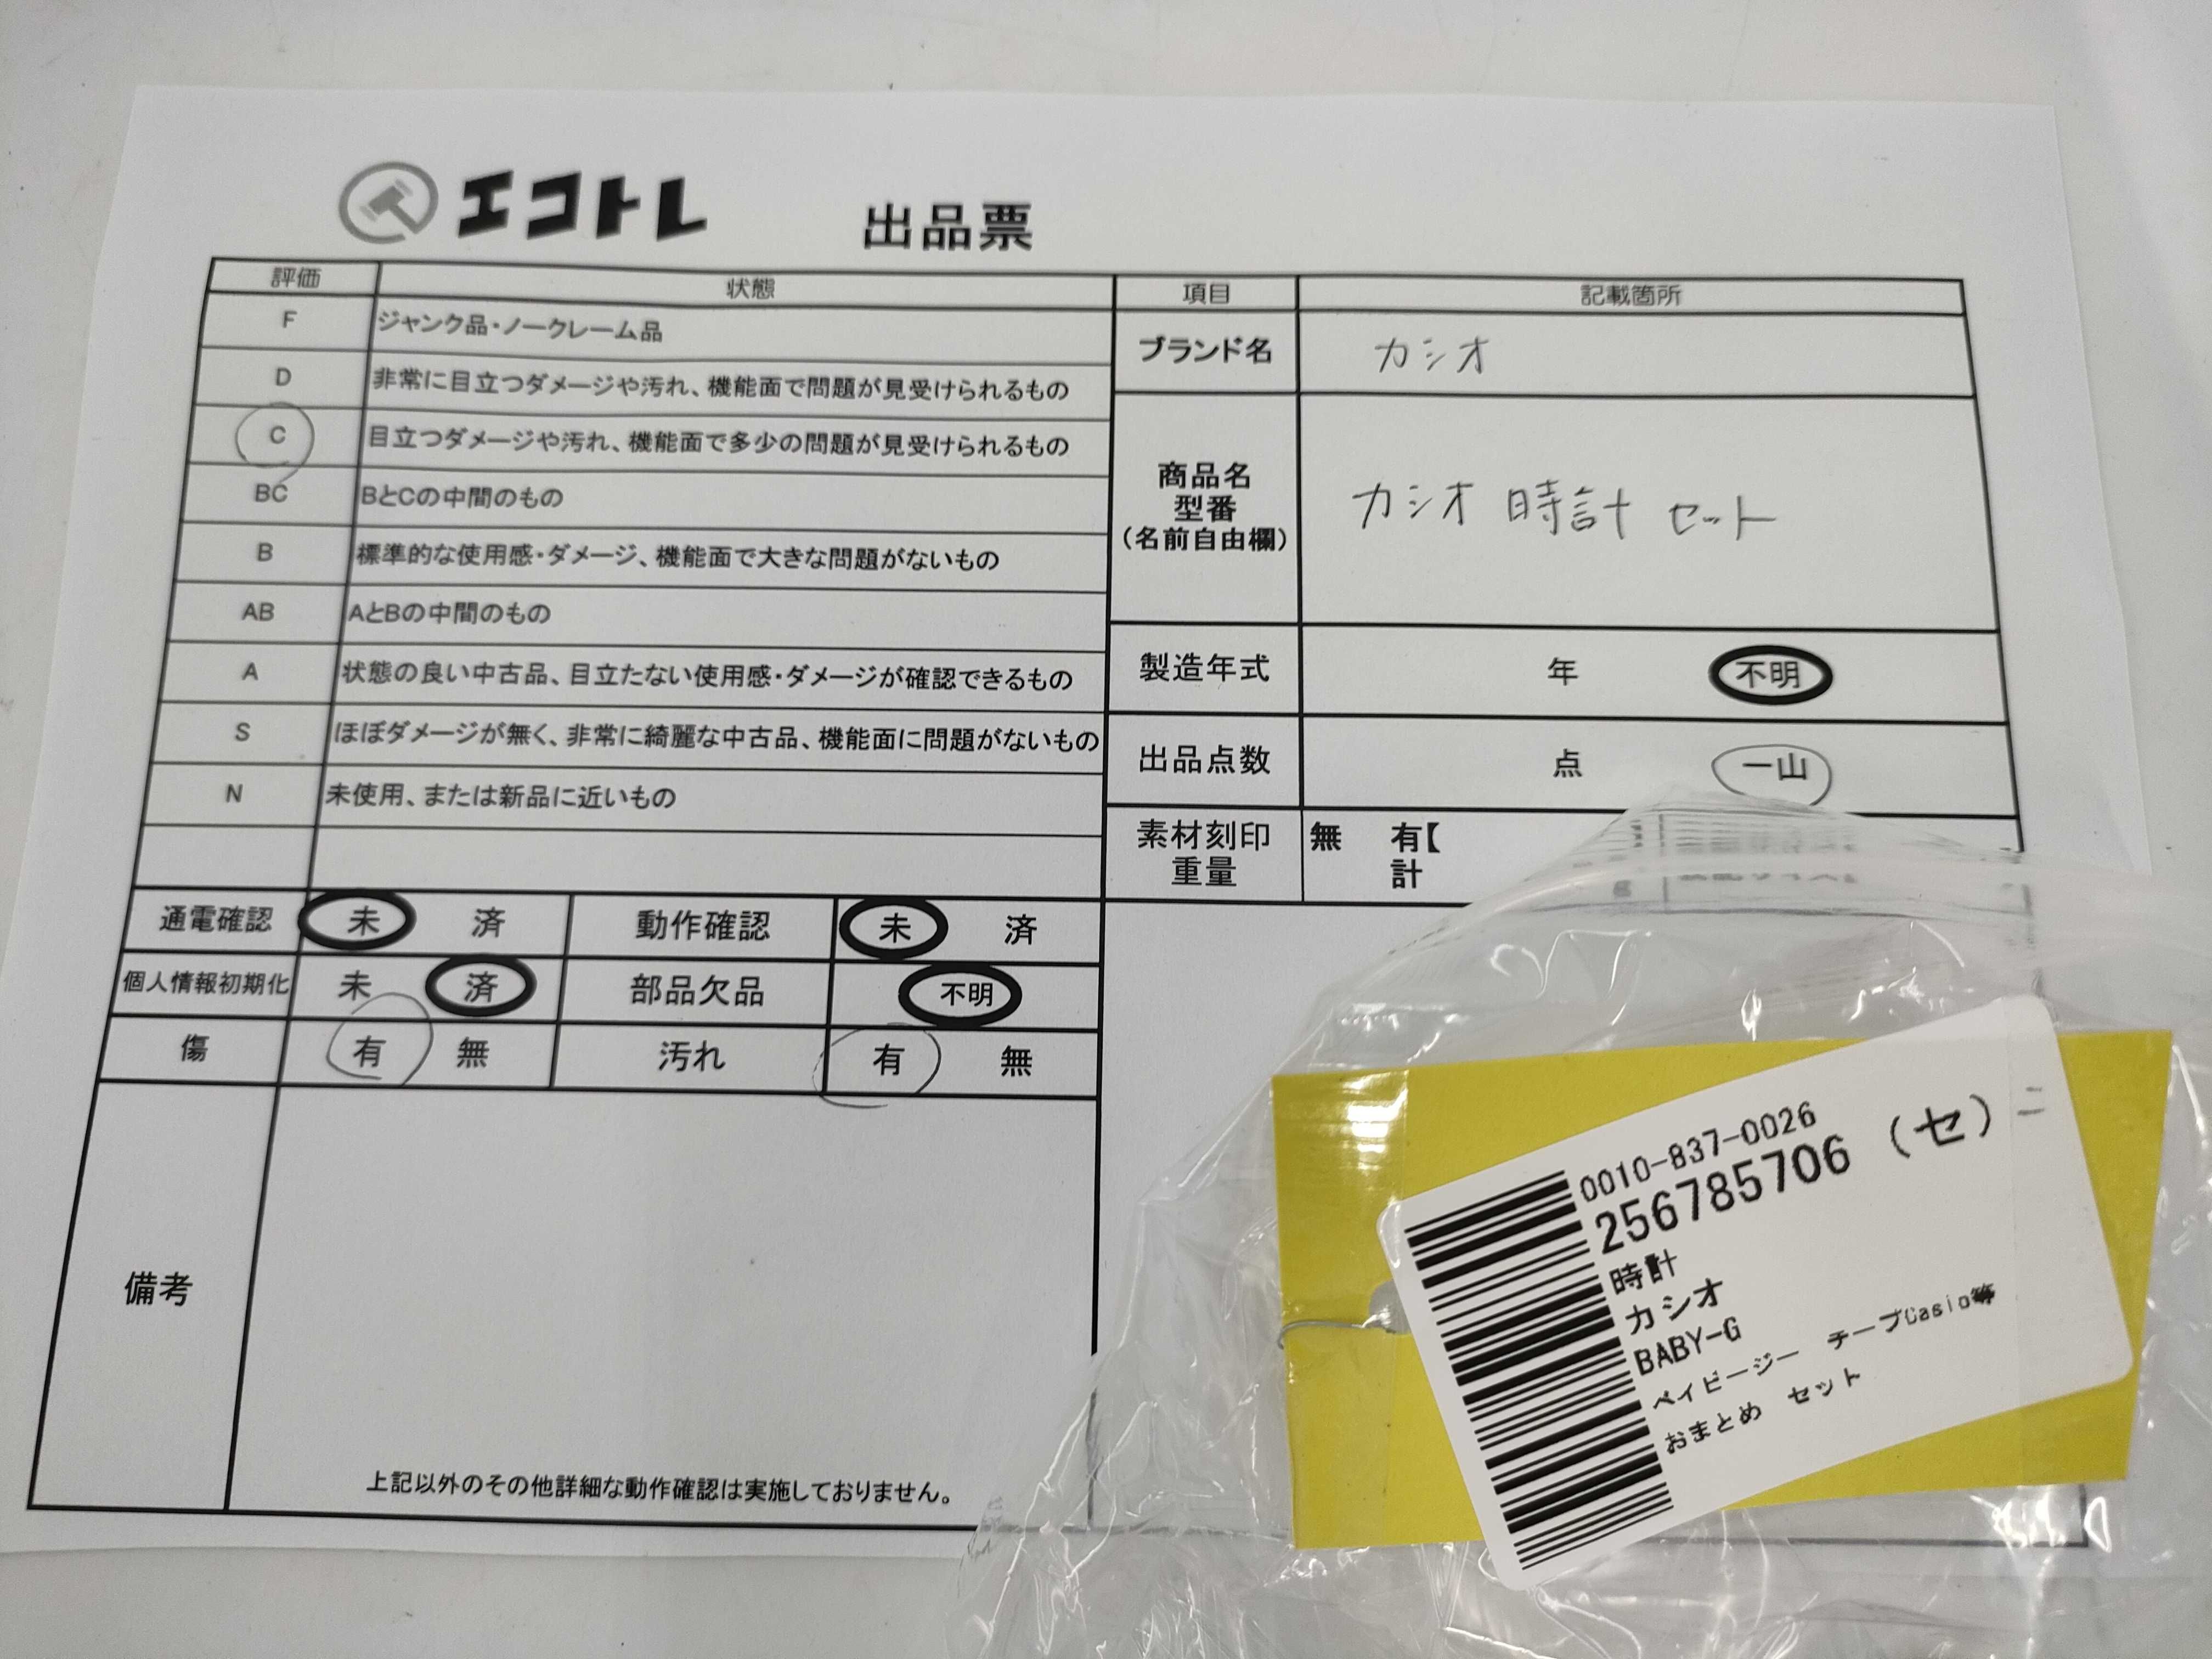 エコトレ 出品票
評価 状態
F ジャンク品・ノークレーム品
D 非常に目立つダメージや汚れ、機能面で問題が見受けられるもの
C 目立つダメージや汚れ、機能面で多少の問題が見受けられるもの
BC BとCの中間のもの
B 標準的な使用感・ダメージ、機能面で大きな問題がないもの
AB AとBの中間のもの
A 状態の良い中古品、目立たない使用感・ダメージが確認できるもの
S ほぼダメージが無く、非常に綺麗な中古品、機能面に問題がないもの
N 未使用、または新品に近いもの
通電確認 未 済 動作確認 未 済
個人情報初期化 未 済 部品欠品 不明
傷 有 無 汚れ 有 無
備考
上記以外のその他詳細な動作確認は実施しておりません。
項目 記載箇所
ブランド名 カシオ
商品名
型番
(名前自由欄)
カシオ 時計 セット
製造年式 年 不明
出品点数 点 一山
素材刻印 無 有【
重量 計
0010-837-0026
256785706 (セ) ニ
時計
カシオ
BABY-G
ベイビージー チープCasio等
おまとめ セット